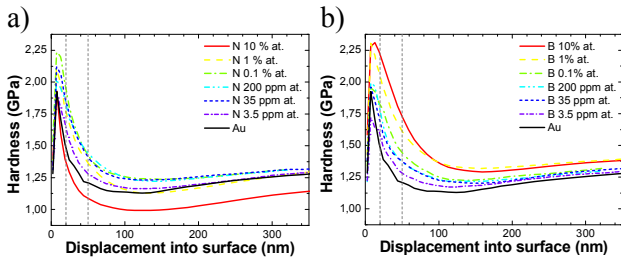 a)
N 10 % at.
N 1 % at.
N 0.1 % at.
N 200 ppm at.
N 35 ppm at.
N 3.5 ppm at.
Au
2,25
2,00
1,75
1,50
1,25
1,00
Hardness (GPa)
0
100
200
300
Displacement into surface (nm)
b)
B 10% at.
B 1% at.
B 0.1% at.
B 200 ppm at.
B 35 ppm at.
B 3.5 ppm at.
Au
2,25
2,00
1,75
1,50
1,25
1,00
Hardness (GPa)
0
100
200
300
Displacement into surface (nm)